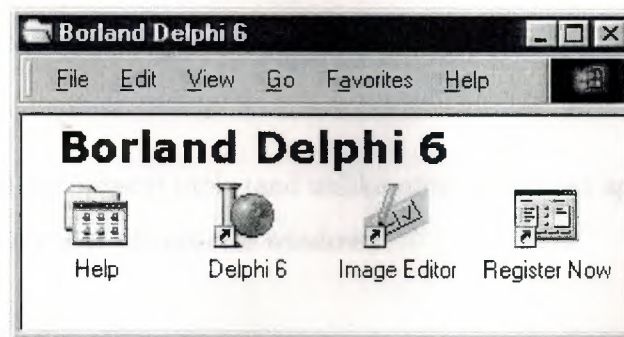 Borland Delphi 6
File Edit View Go Favorites Help
Borland Delphi 6
Help Delphi 6 Image Editor Register Now